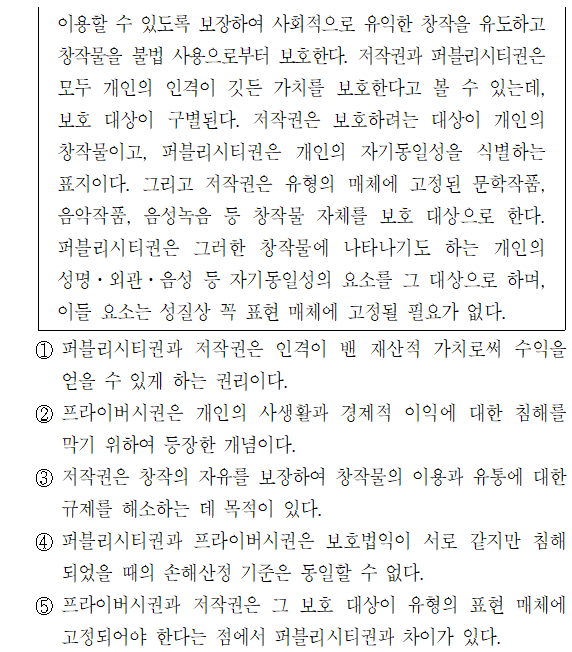 이용할 수 있도록 보장하여 사회적으로 유익한 창작을 유도하고
창작물을 불법 사용으로부터 보호한다. 저작권과 퍼블리시티권은
모두 개인의 인격이 깃든 가치를 보호한다고 볼 수 있는데,
보호 대상이 구별된다. 저작권은 보호하려는 대상이 개인의
창작물이고, 퍼블리시티권은 개인의 자기동일성을 식별하는
표지이다. 그리고 저작권은 유형의 매체에 고정된 문학작품,
음악작품, 음성녹음 등 창작물 자체를 보호 대상으로 한다.
퍼블리시티권은 그러한 창작물에 나타나기도 하는 개인의
성명·외관·음성 등 자기동일성의 요소를 그 대상으로 하며,
이들 요소는 성질상 꼭 표현 매체에 고정될 필요가 없다.
① 퍼블리시티권과 저작권은 인격이 밴 재산적 가치로써 수익을
얻을 수 있게 하는 권리이다.
② 프라이버시권은 개인의 사생활과 경제적 이익에 대한 침해를
막기 위하여 등장한 개념이다.
③ 저작권은 창작의 자유를 보장하여 창작물의 이용과 유통에 대한
규제를 해소하는 데 목적이 있다.
④ 퍼블리시티권과 프라이버시권은 보호법익이 서로 같지만 침해
되었을 때의 손해산정 기준은 동일할 수 없다.
⑤ 프라이버시권과 저작권은 그 보호 대상이 유형의 표현 매체에
고정되어야 한다는 점에서 퍼블리시티권과 차이가 있다.